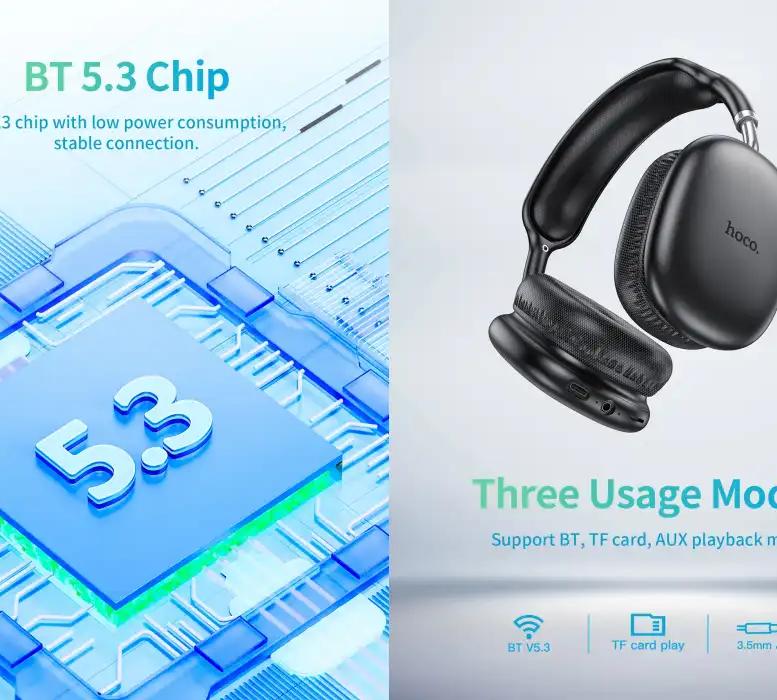 BT 5.3 Chip
.3 chip with low power consumption,
stable connection.
5.3
hoco.
Three Usage
Support BT, TF card, AUX playback
BT V5.3
TF card play
3.5mm